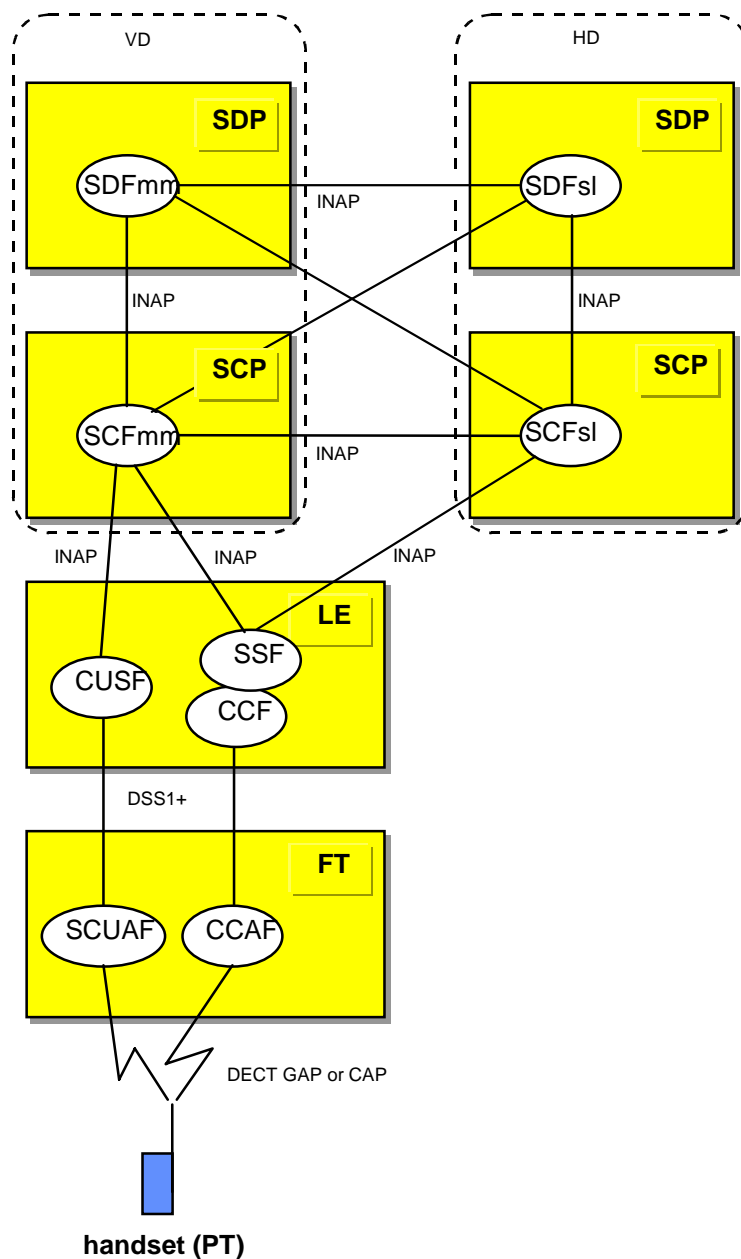 VD
HD
SDP
SDP
SDFmm
INAP
SDFsl
INAP
INAP
SCP
SCP
SCFmm
INAP
SCFsl
INAP
INAP
INAP
LE
SSF
CUSF
CCF
DSS1+
FT
SCUAF
CCAF
DECT GAP or CAP
handset (PT)